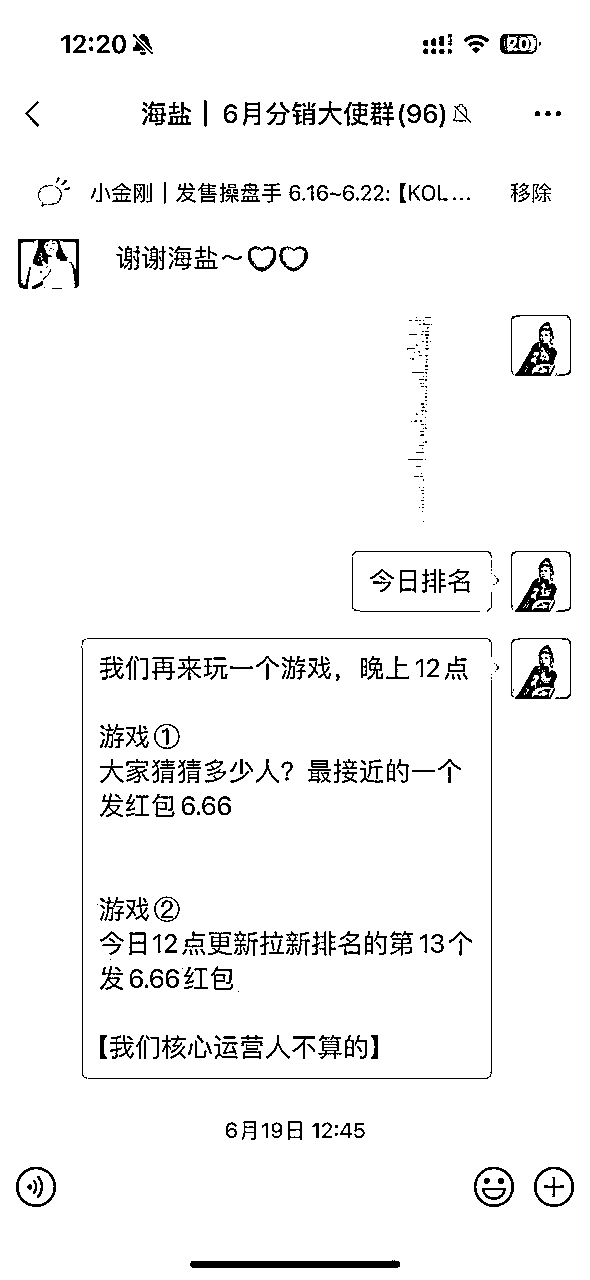 12:20
20
海盐｜6月分销大使群(96)
小金刚｜发售操盘手 6.16~6.22:【KOL...
移除
谢谢海盐～♡♡
今日排名
我们再来玩一个游戏，晚上12点
游戏①
大家猜猜多少人？最接近的一个
发红包6.66
游戏②
今日12点更新拉新排名的第13个
发6.66红包
【我们核心运营人不算的】
6月19日 12:45